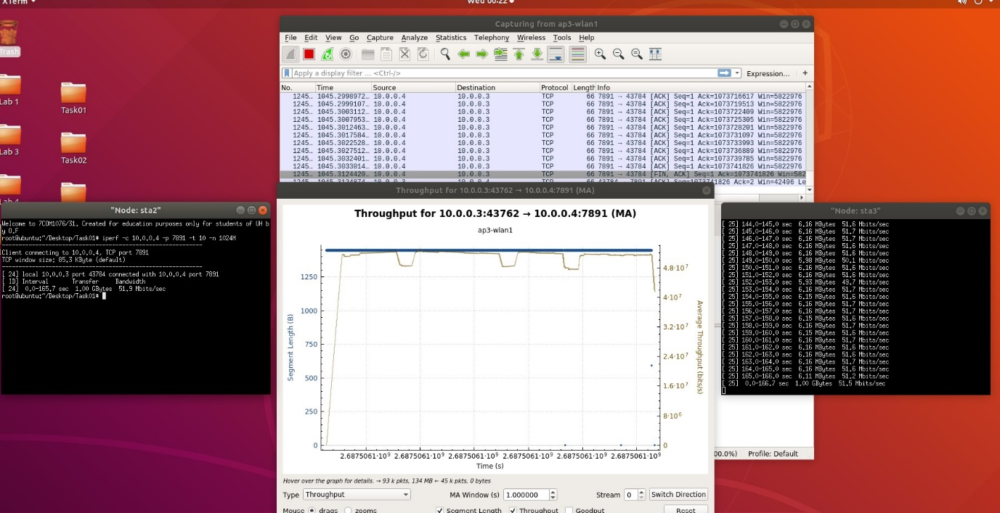 XTerm
Wed 00:22
Trash
Lab 1
Task01
Lab 3
Task02
Lab 4
Capturing from ap3-wlan1
File Edit View Go Capture Analyze Statistics Telephony Wireless Tools Help
Apply a display filter ... <Ctrl-/>
Expression... +
No. Time Source Destination Protocol Length Info
1245… 1045.2998972… 10.0.0.4 10.0.0.3 TCP 66 7891 → 43784 [ACK] Seq=1 Ack=1073716617 Win=5822976
1245… 1045.2999107… 10.0.0.4 10.0.0.3 TCP 66 7891 → 43784 [ACK] Seq=1 Ack=1073719513 Win=5822976
1245… 1045.3003112… 10.0.0.4 10.0.0.3 TCP 66 7891 → 43784 [ACK] Seq=1 Ack=1073722409 Win=5822976
1245… 1045.3007953… 10.0.0.4 10.0.0.3 TCP 66 7891 → 43784 [ACK] Seq=1 Ack=1073725305 Win=5822976
1245… 1045.3012463… 10.0.0.4 10.0.0.3 TCP 66 7891 → 43784 [ACK] Seq=1 Ack=1073728201 Win=5822976
1245… 1045.3017584… 10.0.0.4 10.0.0.3 TCP 66 7891 → 43784 [ACK] Seq=1 Ack=1073731097 Win=5822976
1245… 1045.3022528… 10.0.0.4 10.0.0.3 TCP 66 7891 → 43784 [ACK] Seq=1 Ack=1073733993 Win=5822976
1245… 1045.3027512… 10.0.0.4 10.0.0.3 TCP 66 7891 → 43784 [ACK] Seq=1 Ack=1073736889 Win=5822976
1245… 1045.3032401… 10.0.0.4 10.0.0.3 TCP 66 7891 → 43784 [ACK] Seq=1 Ack=1073739785 Win=5822976
1245… 1045.3033014… 10.0.0.4 10.0.0.3 TCP 66 7891 → 43784 [ACK] Seq=1 Ack=1073741826 Win=5822976
1245… 1045.3124420… 10.0.0.4 10.0.0.3 TCP 66 7891 → 43784 [FIN, ACK] Seq=1 Ack=1073741826 Win=582
1245… 1045.3124874… 10.0.0.3 10.0.0.4 TCP 66 43784 → 7891 [ACK] Seq=1073741826 Ack=2 Win=42496 Le
"Node: sta2"
Welcome to 7COM1076/31. Created for education purposes only for students of UH b
y O.F
root@ubuntu:~/Desktop/Task01# iperf -c 10.0.0.4 -p 7891 -t 10 -n 1024M
------------------------------------------------------------
Client connecting to 10.0.0.4, TCP port 7891
TCP window size: 85.3 KByte (default)
------------------------------------------------------------
[ 24] local 10.0.0.3 port 43784 connected with 10.0.0.4 port 7891
[ ID] Interval Transfer Bandwidth
[ 24] 0.0-165.7 sec 1.00 GBytes 51.9 Mbits/sec
root@ubuntu:~/Desktop/Task01#
Throughput for 10.0.0.3:43762 → 10.0.0.4:7891 (MA)
Throughput for 10.0.0.3:43762 → 10.0.0.4:7891 (MA)
ap3-wlan1
Segment Length (B)
1250
1000
750
500
250
0
4.8·10⁷
4·10⁷
3.2·10⁷
2.4·10⁷
1.6·10⁷
8·10⁶
0
Average Throughput (bits/s)
2.6875061·10⁹ 2.6875061·10⁹ 2.6875061·10⁹ 2.6875061·10⁹ 2.6875061·10⁹ 2.6875061·10⁹
Time (s)
Hover over the graph for details. → 93 k pkts, 134 MB ← 45 k pkts, 0 bytes
Type Throughput MA Window (s) 1.000000 Stream 0 Switch Direction
Mouse drags zooms Segment Length Throughput Goodput Reset
"Node: sta3"
[ 25] 144.0-145.0 sec 6.16 MBytes 51.6 Mbits/sec
[ 25] 145.0-146.0 sec 6.16 MBytes 51.7 Mbits/sec
[ 25] 146.0-147.0 sec 6.16 MBytes 51.6 Mbits/sec
[ 25] 147.0-148.0 sec 6.16 MBytes 51.6 Mbits/sec
[ 25] 148.0-149.0 sec 6.16 MBytes 51.6 Mbits/sec
[ 25] 149.0-150.0 sec 5.98 MBytes 50.1 Mbits/sec
[ 25] 150.0-151.0 sec 6.16 MBytes 51.6 Mbits/sec
[ 25] 151.0-152.0 sec 6.16 MBytes 51.6 Mbits/sec
[ 25] 152.0-153.0 sec 5.93 MBytes 49.7 Mbits/sec
[ 25] 153.0-154.0 sec 6.16 MBytes 51.7 Mbits/sec
[ 25] 154.0-155.0 sec 6.15 MBytes 51.6 Mbits/sec
[ 25] 155.0-156.0 sec 6.16 MBytes 51.6 Mbits/sec
[ 25] 156.0-157.0 sec 6.16 MBytes 51.7 Mbits/sec
[ 25] 157.0-158.0 sec 6.15 MBytes 51.6 Mbits/sec
[ 25] 158.0-159.0 sec 6.16 MBytes 51.7 Mbits/sec
[ 25] 159.0-160.0 sec 6.15 MBytes 51.6 Mbits/sec
[ 25] 160.0-161.0 sec 6.16 MBytes 51.7 Mbits/sec
[ 25] 161.0-162.0 sec 6.16 MBytes 51.6 Mbits/sec
[ 25] 162.0-163.0 sec 6.16 MBytes 51.6 Mbits/sec
[ 25] 163.0-164.0 sec 6.16 MBytes 51.7 Mbits/sec
[ 25] 164.0-165.0 sec 6.16 MBytes 51.6 Mbits/sec
[ 25] 165.0-166.0 sec 6.11 MBytes 51.2 Mbits/sec
[ 25] 0.0-166.7 sec 1.00 GBytes 51.5 Mbits/sec
00.0%) Profile: Default